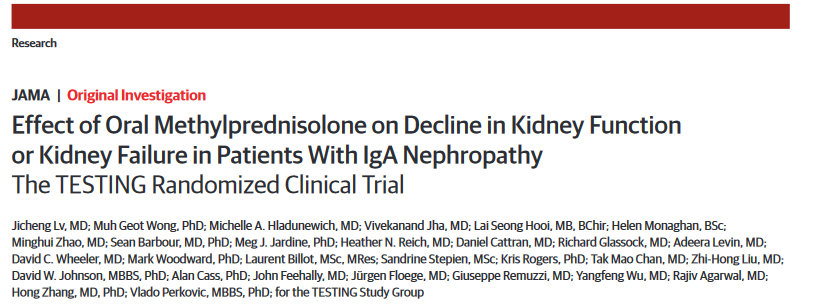 Research
JAMA | Original Investigation
Effect of Oral Methylprednisolone on Decline in Kidney Function
or Kidney Failure in Patients With IgA Nephropathy
The TESTING Randomized Clinical Trial
Jicheng Lv, MD; Muh Geot Wong, PhD; Michelle A. Hladunewich, MD; Vivekanand Jha, MD; Lai Seong Hooi, MB, BChir; Helen Monaghan, BSc;
Minghui Zhao, MD; Sean Barbour, MD, PhD; Meg J. Jardine, PhD; Heather N. Reich, MD; Daniel Cattran, MD; Richard Glassock, MD; Adeera Levin, MD;
David C. Wheeler, MD; Mark Woodward, PhD; Laurent Billot, MSc, MRes; Sandrine Stepien, MSc; Kris Rogers, PhD; Tak Mao Chan, MD; Zhi-Hong Liu, MD;
David W. Johnson, MBBS, PhD; Alan Cass, PhD; John Feehally, MD; Jürgen Floege, MD; Giuseppe Remuzzi, MD; Yangfeng Wu, MD; Rajiv Agarwal, MD;
Hong Zhang, MD, PhD; Vlado Perkovic, MBBS, PhD; for the TESTING Study Group